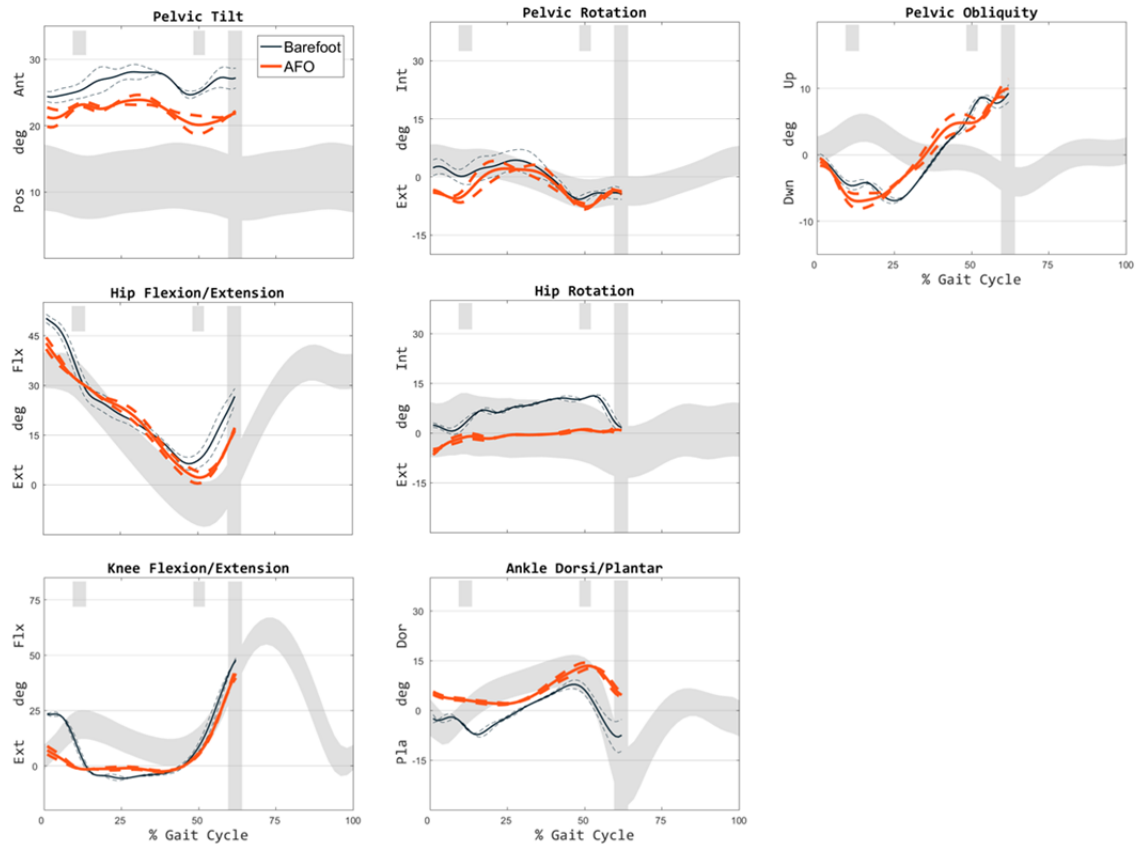 Pelvic Tilt
Pelvic Rotation
Pelvic Obliquity
Barefoot
AFO
30
20
10
Pos deg Ant
30
15
0
-15
Ext deg Int
10
0
-10
Dwn deg Up
0 25 50 75 100
% Gait Cycle
Hip Flexion/Extension
Hip Rotation
45
30
15
0
Ext deg Flx
30
15
0
-15
Ext deg Int
Knee Flexion/Extension
Ankle Dorsi/Plantar
75
50
25
0
Ext deg Flx
30
15
0
-15
Pla deg Dor
0 25 50 75 100
% Gait Cycle
0 25 50 75 100
% Gait Cycle